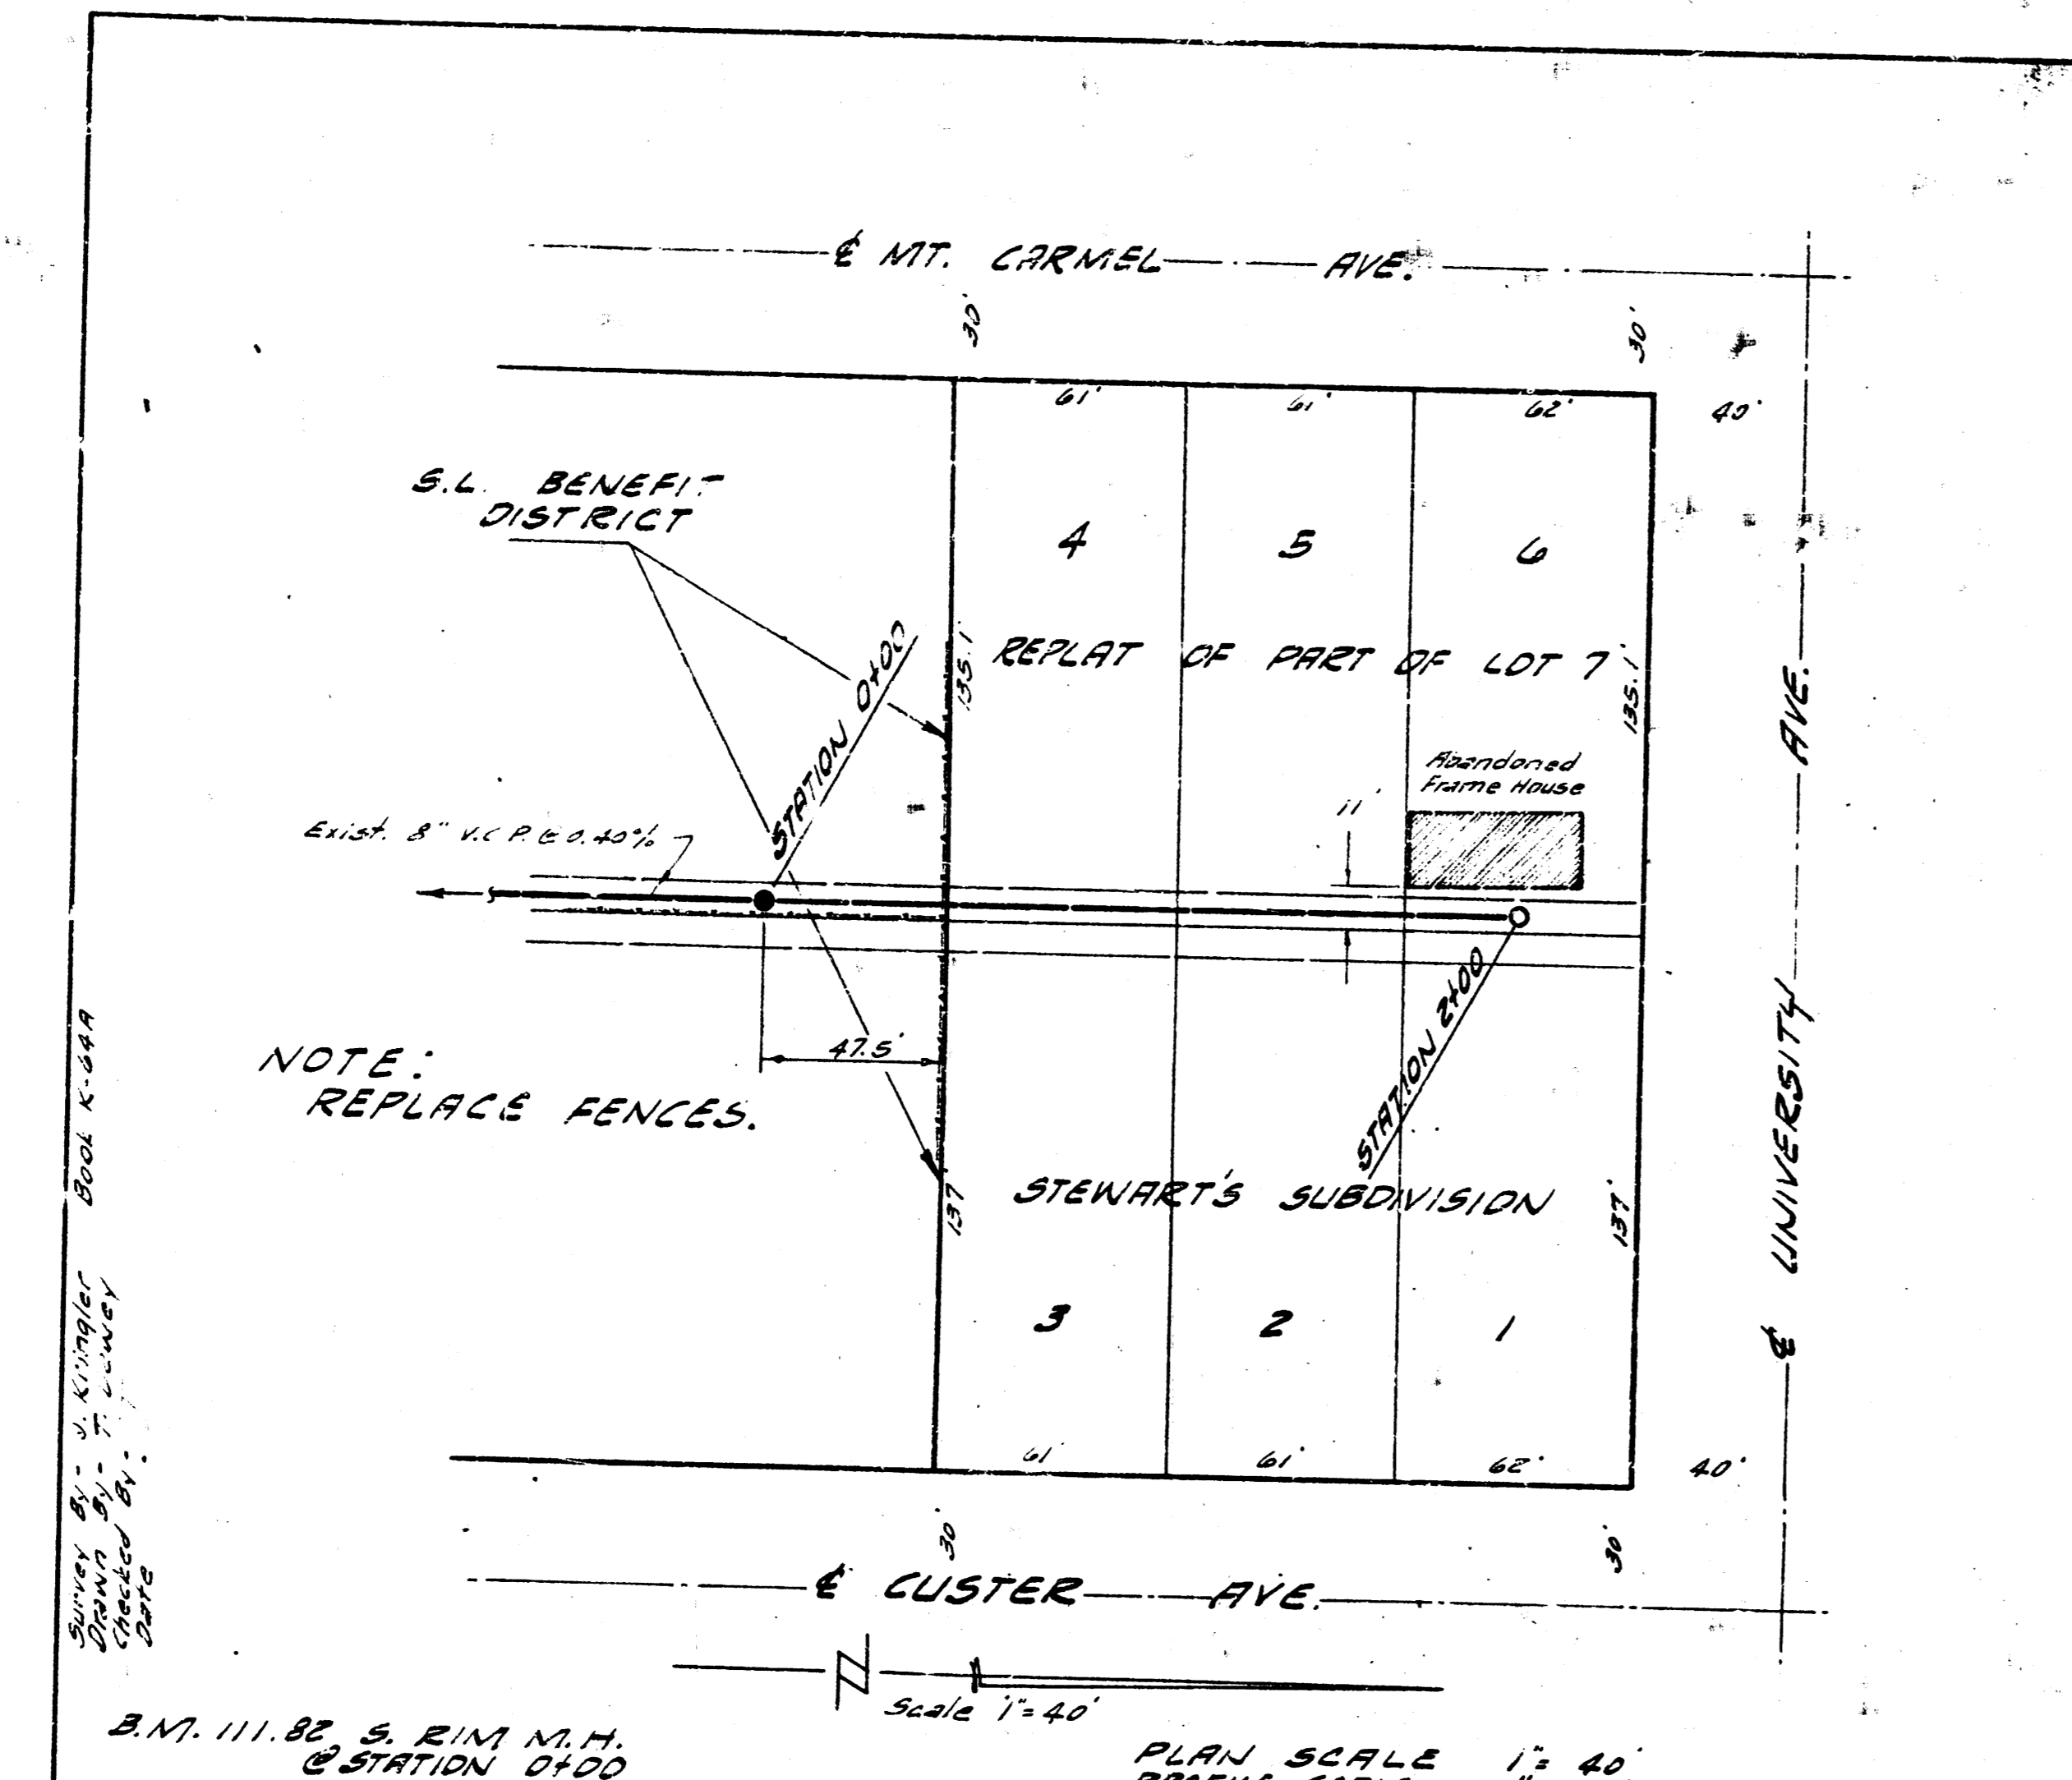 ℄ MT. CARMEL AVE.
30'
30'
61'
61'
62'
40'
S.L. BENEFIT
DISTRICT
4
5
6
STATION 0+00
135.1'
REPLAT OF PART OF LOT 7
135.1'
AVE.
Abandoned
Frame House
11'
Exist. 8" V.C.P. @ 0.40%
47.5'
STATION 2+00
NOTE:
REPLACE FENCES.
137
STEWART'S SUBDIVISION
137'
℄ UNIVERSITY
3
2
1
61'
61'
62'
40'
30'
30'
℄ CUSTER AVE.
Scale 1"=40'
Book K-64A
Survey By-
Drawn By- T.
Checked By-
Date
B.M. 111.82 S. RIM M.H.
@ STATION 0+00
PLAN SCALE 1"= 40'